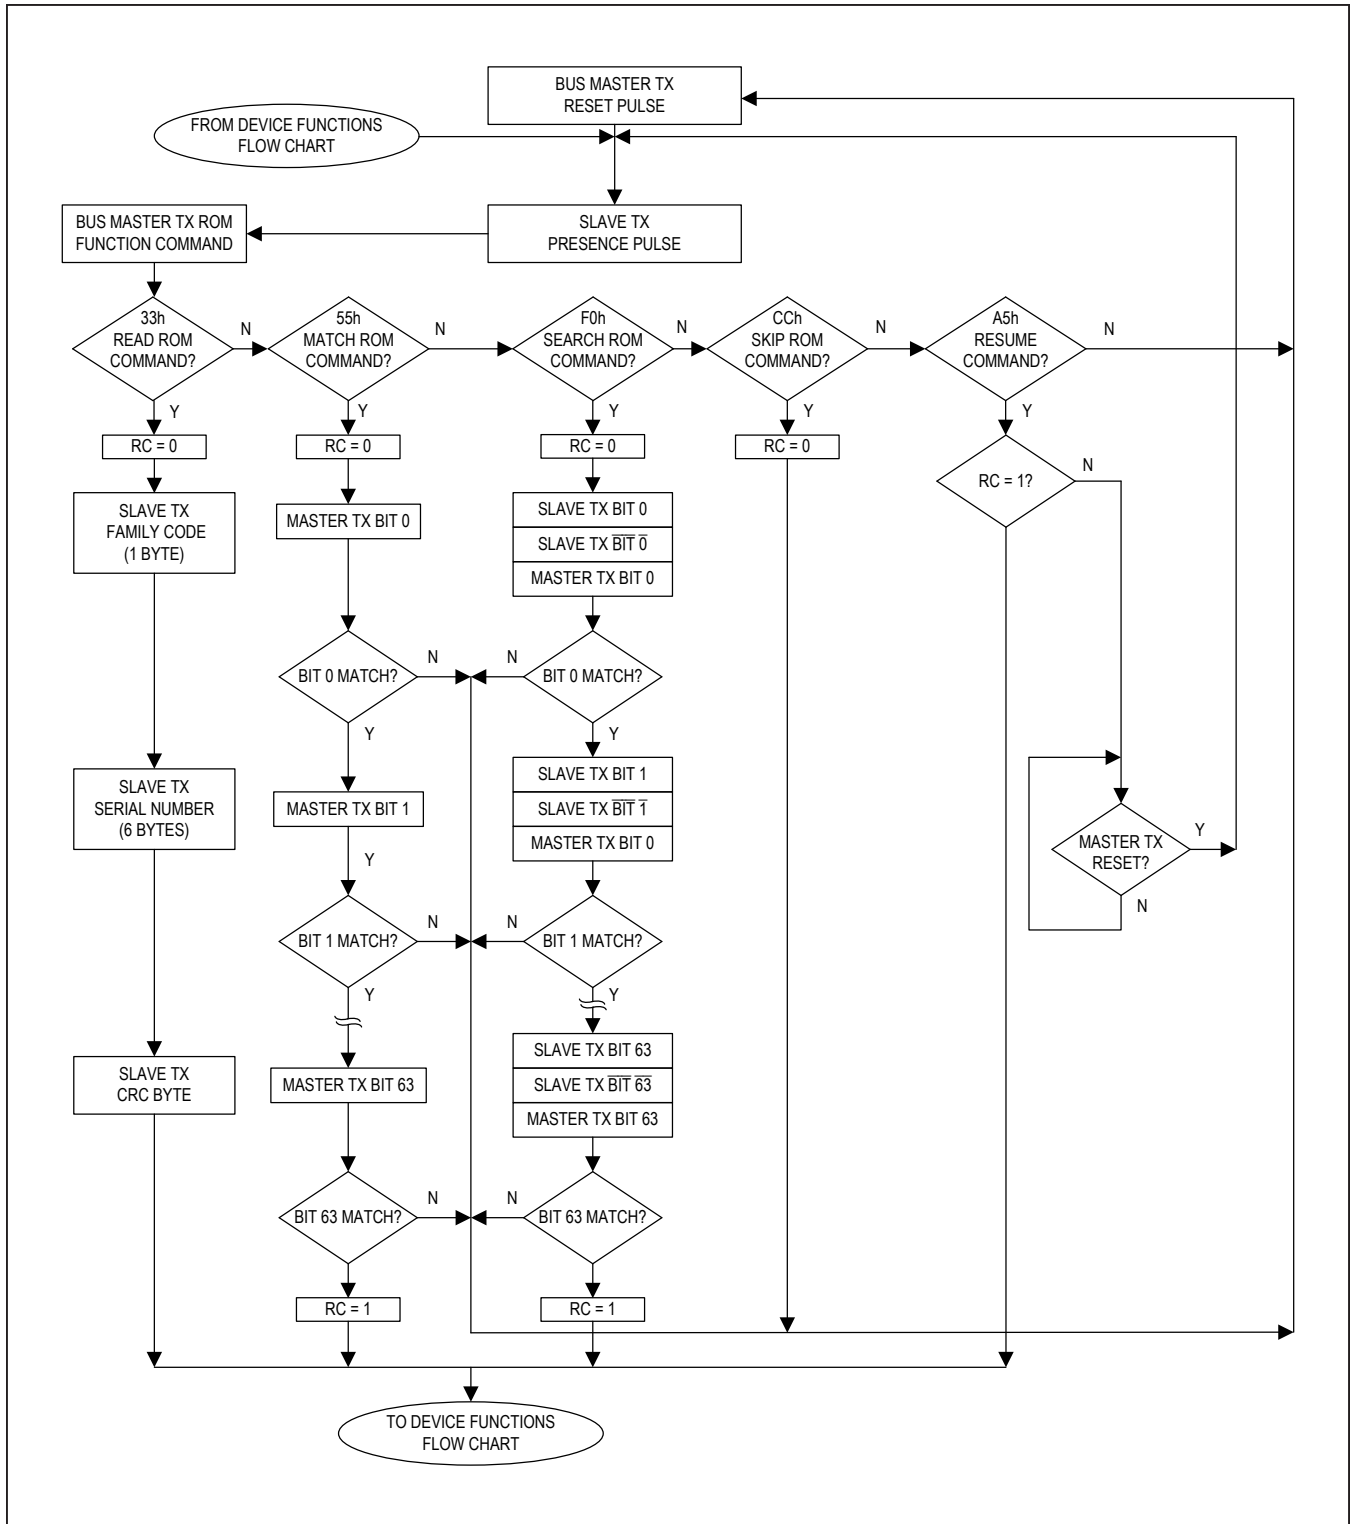 BUS MASTER TX
RESET PULSE
FROM DEVICE FUNCTIONS
FLOW CHART
BUS MASTER TX ROM
FUNCTION COMMAND
SLAVE TX
PRESENCE PULSE
33h
READ ROM
COMMAND?
N
55h
MATCH ROM
COMMAND?
N
F0h
SEARCH ROM
COMMAND?
N
CCh
SKIP ROM
COMMAND?
N
A5h
RESUME
COMMAND?
N
Y
Y
Y
Y
Y
RC = 0
RC = 0
RC = 0
RC = 0
RC = 1?
N
SLAVE TX
FAMILY CODE
(1 BYTE)
MASTER TX BIT 0
SLAVE TX BIT 0
SLAVE TX B̅I̅T̅ 0̅
MASTER TX BIT 0
BIT 0 MATCH?
N
N
BIT 0 MATCH?
Y
Y
SLAVE TX
SERIAL NUMBER
(6 BYTES)
MASTER TX BIT 1
SLAVE TX BIT 1
SLAVE TX B̅I̅T̅ 1̅
MASTER TX BIT 0
MASTER TX
RESET?
Y
N
Y
BIT 1 MATCH?
N
N
BIT 1 MATCH?
Y
Y
SLAVE TX
CRC BYTE
MASTER TX BIT 63
SLAVE TX BIT 63
SLAVE TX B̅I̅T̅ 6̅3̅
MASTER TX BIT 63
BIT 63 MATCH?
N
N
BIT 63 MATCH?
Y
Y
RC = 1
RC = 1
TO DEVICE FUNCTIONS
FLOW CHART